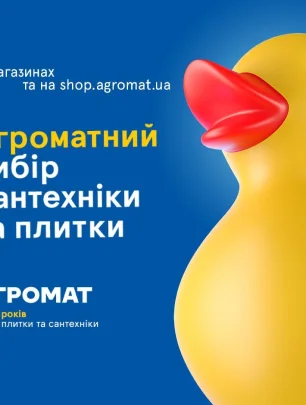 агазинах
та на shop.agromat.ua
громатний
ибір
антехніки
а плитки
ГРОМАТ
років
плитки та сантехніки